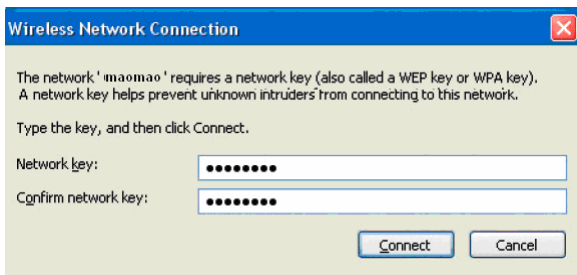 Wireless Network Connection
The network 'maomao' requires a network key (also called a WEP key or WPA key).
A network key helps prevent unknown intruders from connecting to this network.
Type the key, and then click Connect.
Network key: ●●●●●●●●
Confirm network key: ●●●●●●●●
Connect Cancel